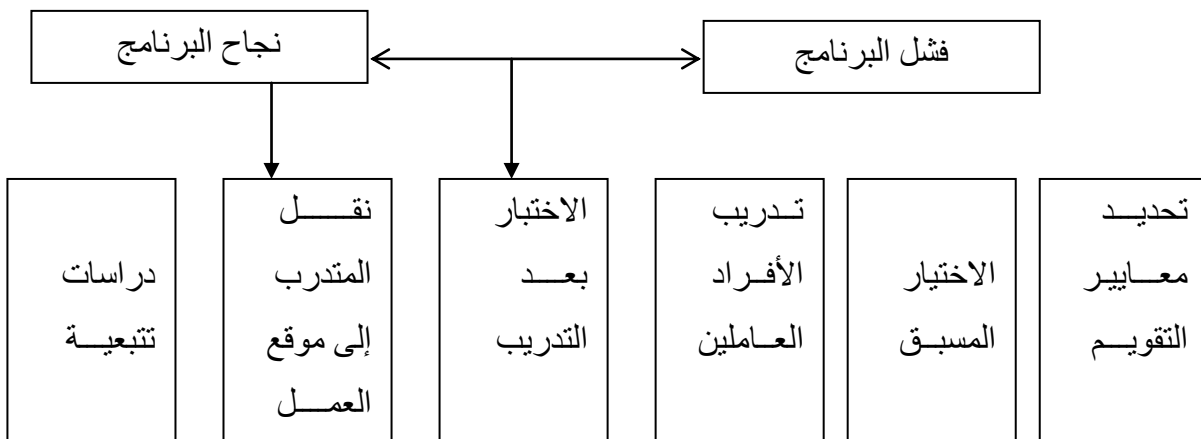 فشل البرنامج
نجاح البرنامج
تحديد
معايير
التقويم
الاختيار
المسبق
تدريب
الأفراد
العاملين
الاختبار
بعد
التدريب
نقل
المتدرب
إلى موقع
العمل
دراسات
تتبعية